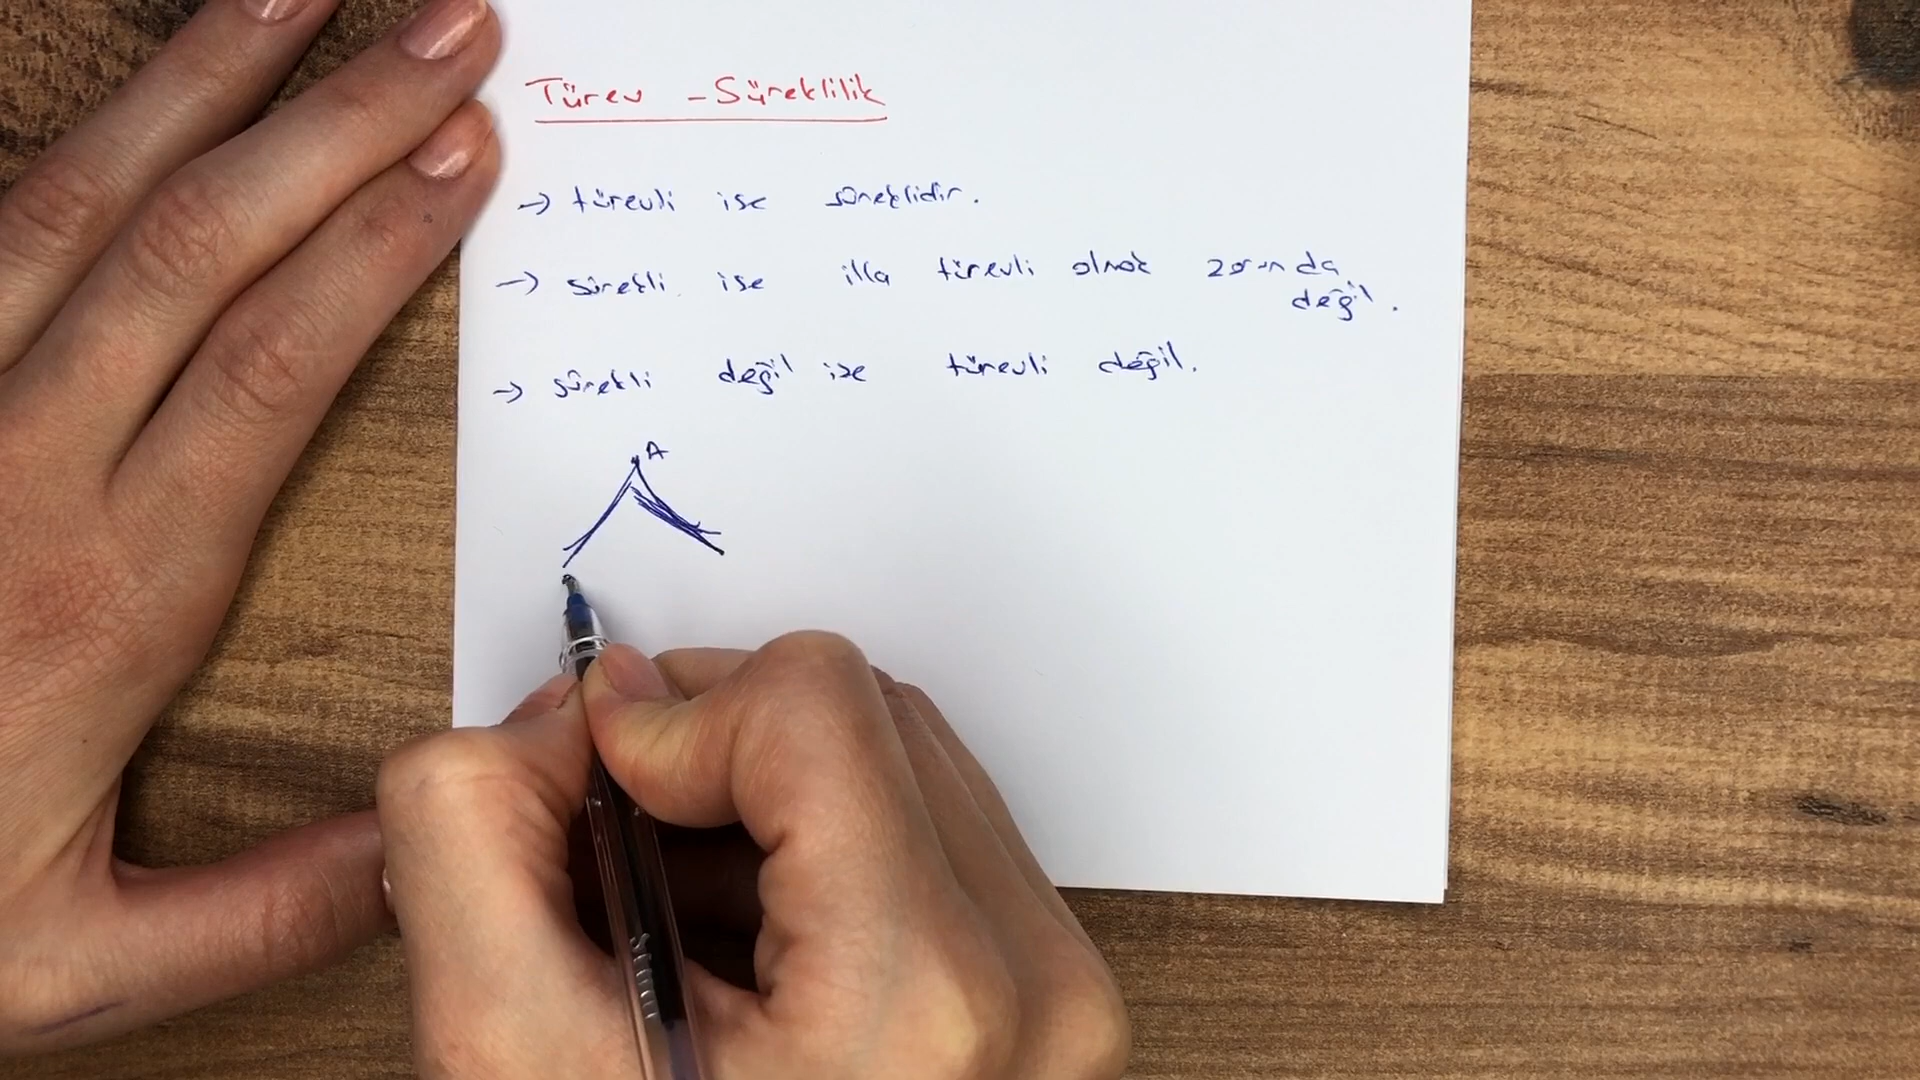 Türev - Süreklilik
→ türevli ise süreklidir.
→ sürekli ise illa türevli olmak zorunda
değil.
→ sürekli değil ise türevli değil.
A